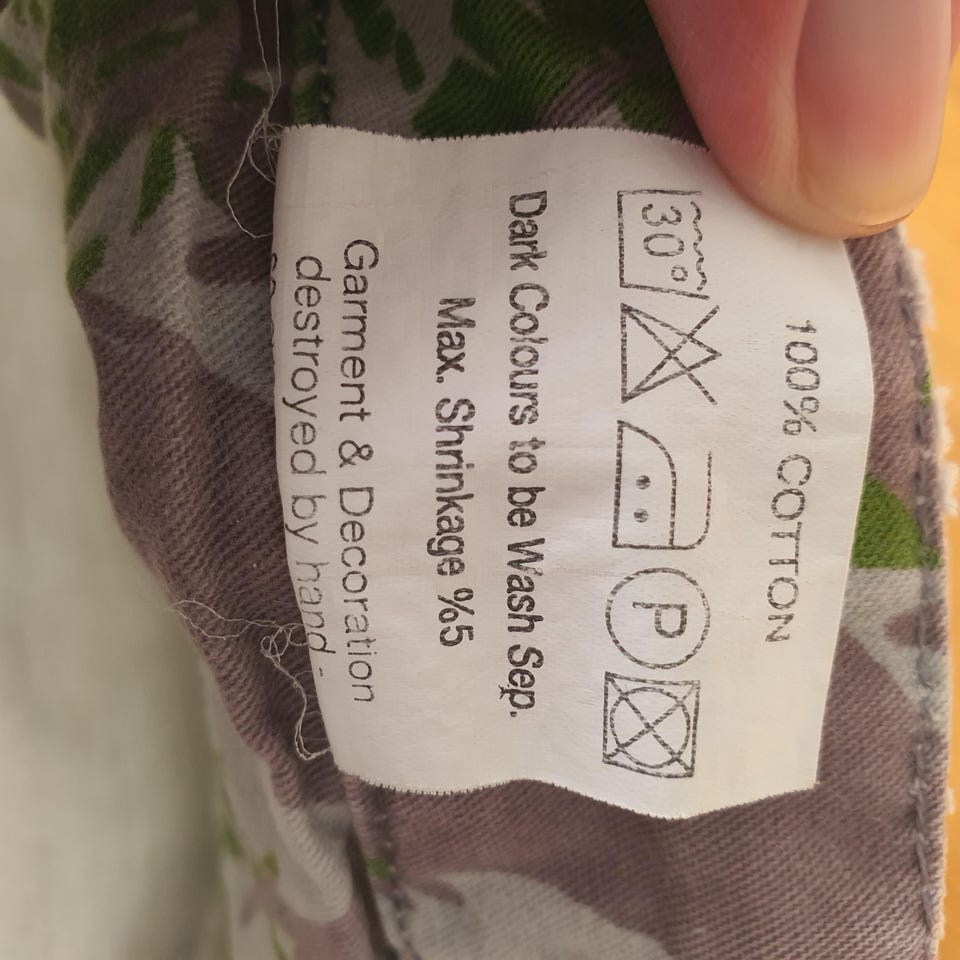 100% COTTON
30° P
Dark Colours to be Wash Sep.
Max. Shrinkage %5
Garment & Decoration
destroyed by hand -